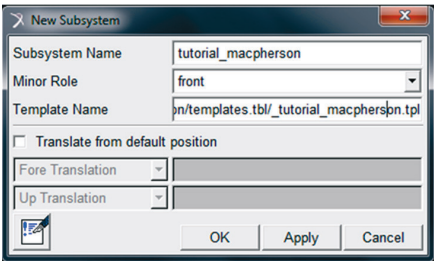 New Subsystem
Subsystem Name tutorial_macpherson
Minor Role front
Template Name on/templates.tbl/_tutorial_macpherson.tpl
Translate from default position
Fore Translation
Up Translation
OK Apply Cancel